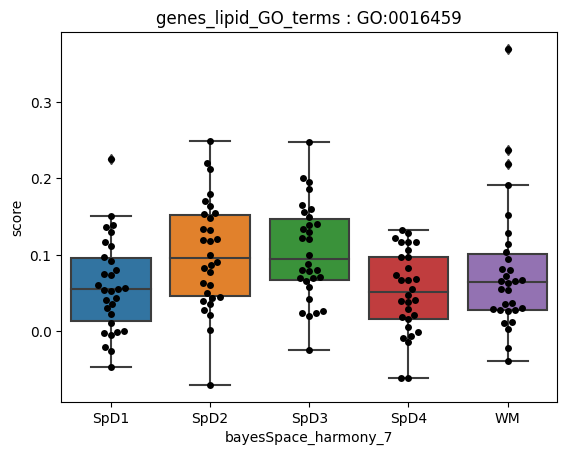 genes_lipid_GO_terms : GO:0016459
score
0.3
0.2
0.1
0.0
SpD1 SpD2 SpD3 SpD4 WM
bayesSpace_harmony_7